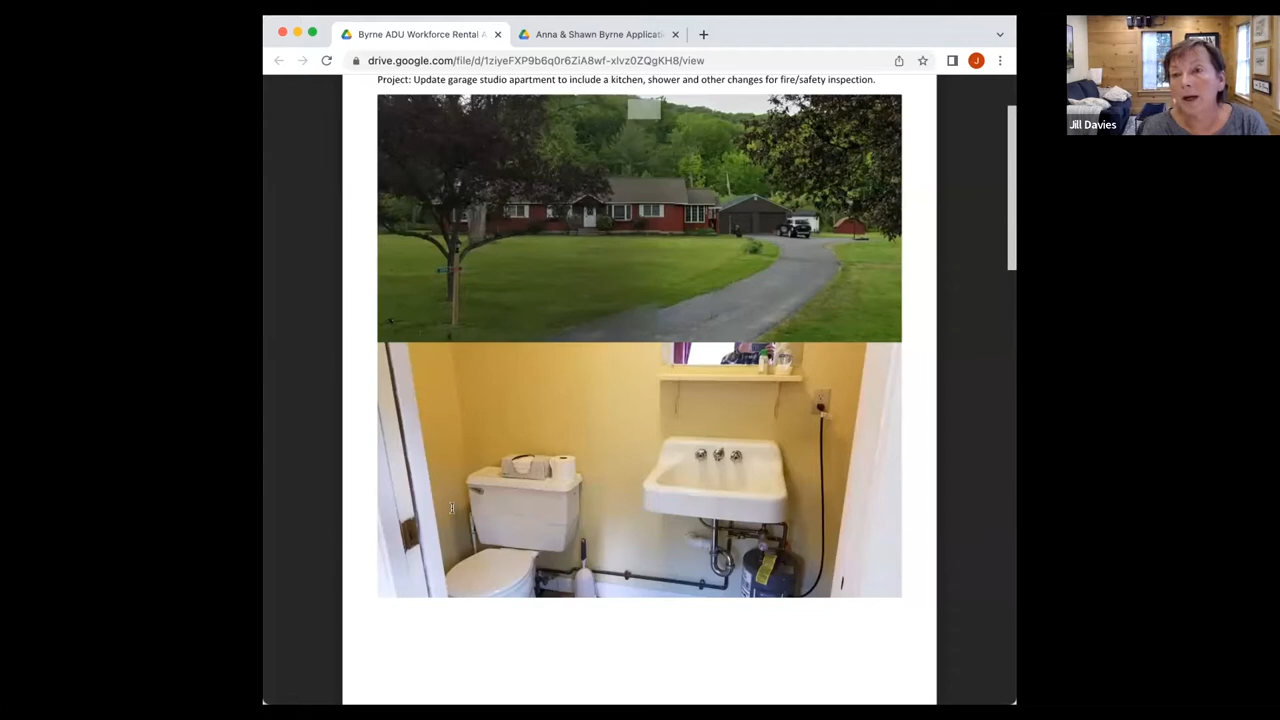 Byrne ADU Workforce Rental A
Anna & Shawn Byrne Applicati
drive.google.com/file/d/1ziyeFXP9b6q0r6ZiA8wf-xlvz0ZQgKH8/view
J
Project: Update garage studio apartment to include a kitchen, shower and other changes for fire/safety inspection.
Jill Davies